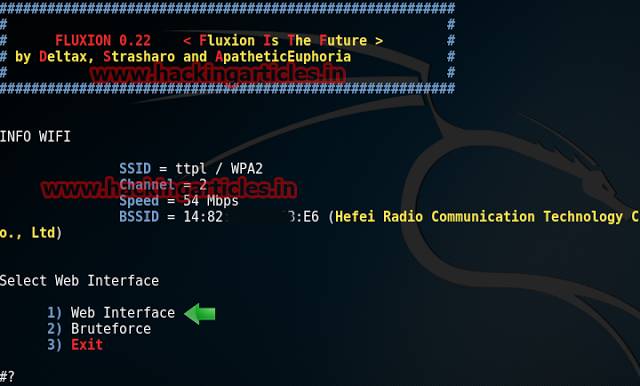 ##########################################################
# #
# FLUXION 0.22 < Fluxion Is The Future > #
# by Deltax, Strasharo and ApatheticEuphoria #
# www.hackingarticles.in #
##########################################################
INFO WIFI
SSID = ttpl / WPA2
www.hackingarticles.in
Channel = 2
Speed = 54 Mbps
BSSID = 14:82 3:E6 (Hefei Radio Communication Technology C
o., Ltd)
Select Web Interface
1) Web Interface
2) Bruteforce
3) Exit
#?